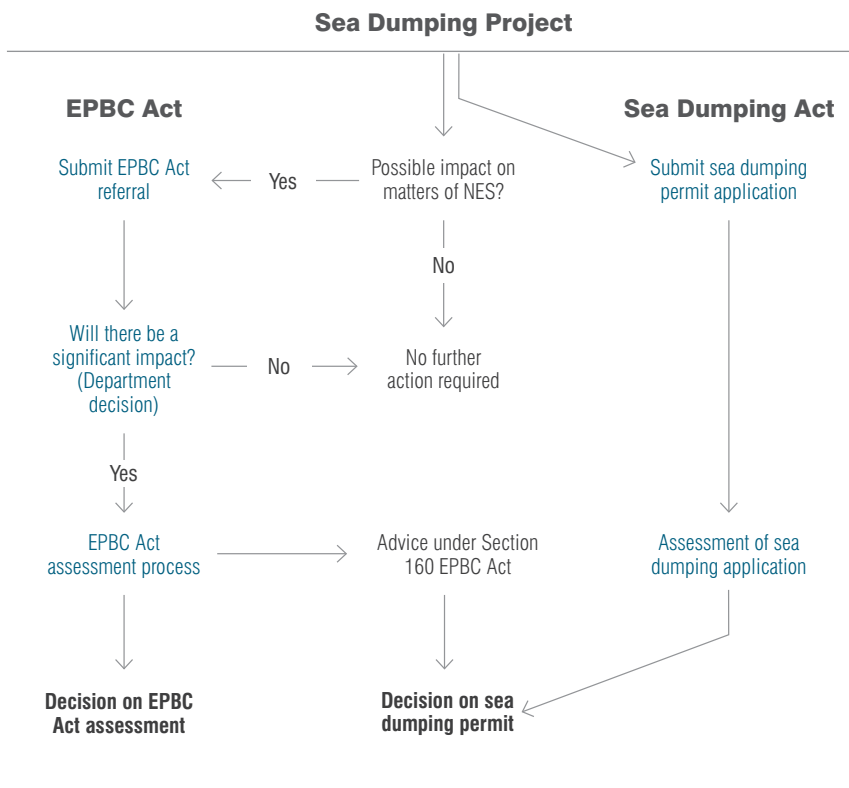 Sea Dumping Project
EPBC Act
Sea Dumping Act
Submit EPBC Act
referral
Yes
Possible impact on
matters of NES?
Submit sea dumping
permit application
No
Will there be a
significant impact?
(Department
decision)
No
No further
action required
Yes
EPBC Act
assessment process
Advice under Section
160 EPBC Act
Assessment of sea
dumping application
Decision on EPBC
Act assessment
Decision on sea
dumping permit